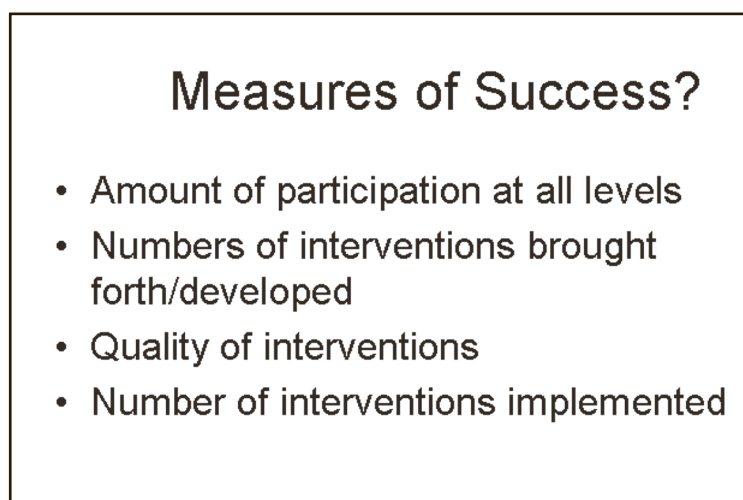 Measures of Success?
• Amount of participation at all levels
• Numbers of interventions brought
forth/developed
• Quality of interventions
• Number of interventions implemented